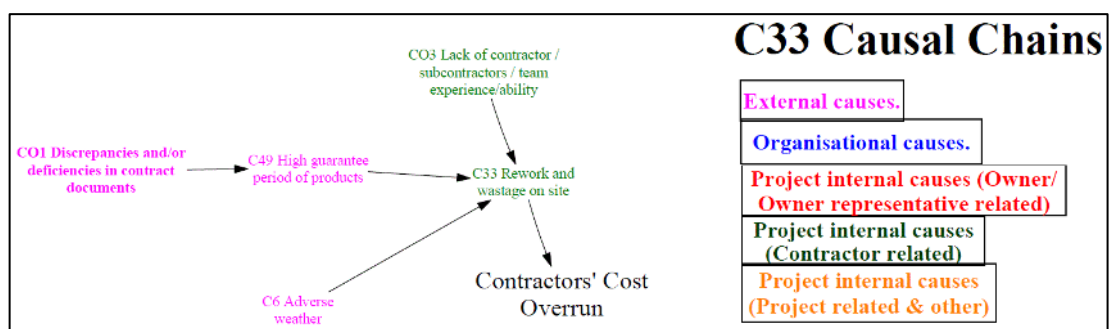 C33 Causal Chains
CO3 Lack of contractor /
subcontractors / team
experience/ability
CO1 Discrepancies and/or
deficiencies in contract
documents
C49 High guarantee
period of products
C33 Rework and
wastage on site
C6 Adverse
weather
Contractors' Cost
Overrun
External causes.
Organisational causes.
Project internal causes (Owner/
Owner representative related)
Project internal causes
(Contractor related)
Project internal causes
(Project related & other)